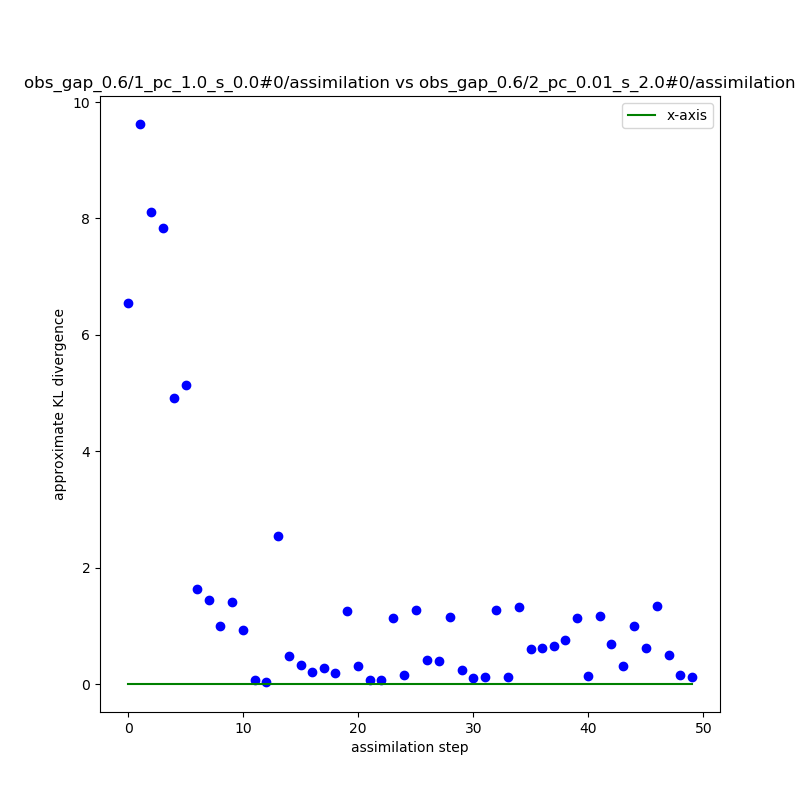 obs_gap_0.6/1_pc_1.0_s_0.0#0/assimilation vs obs_gap_0.6/2_pc_0.01_s_2.0#0/assimilation
x-axis
approximate KL divergence
10
8
6
4
2
0
0 10 20 30 40 50
assimilation step